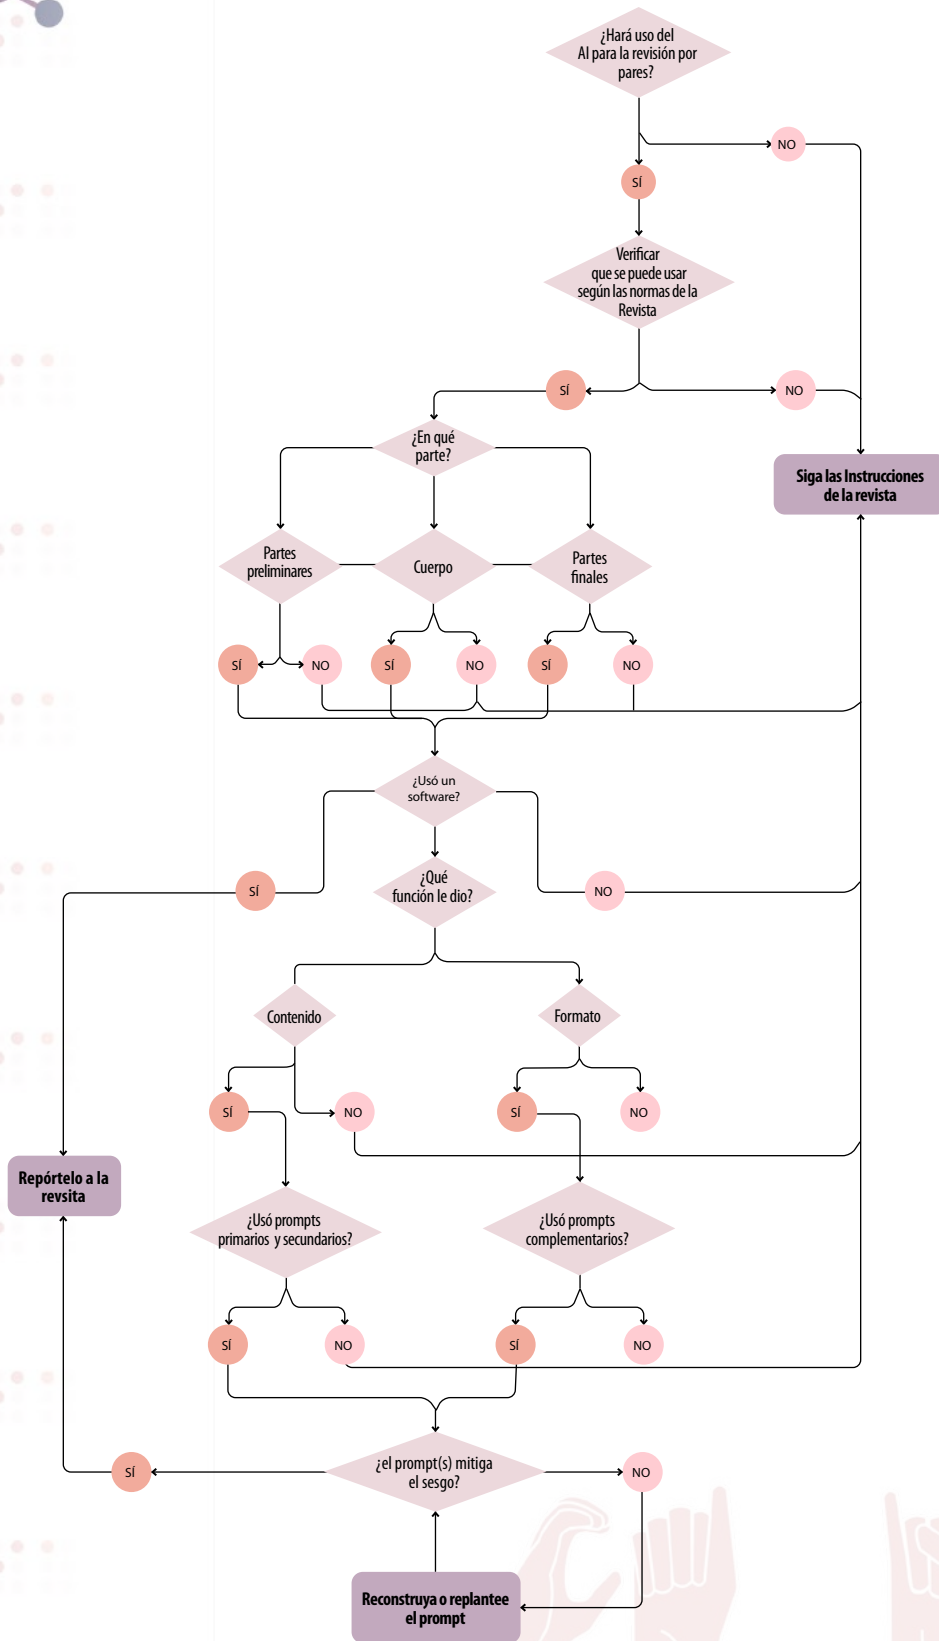 ¿Hará uso del
AI para la revisión por
pares?
NO
SÍ
Verificar
que se puede usar
según las normas de la
Revista
SÍ
NO
¿En qué
parte?
Siga las Instrucciones
de la revista
Partes
preliminares
Cuerpo
Partes
finales
SÍ
NO
SÍ
NO
SÍ
NO
¿Usó un
software?
SÍ
¿Qué
función le dio?
NO
Contenido
Formato
SÍ
NO
SÍ
NO
Repórtelo a la
revsita
¿Usó prompts
primarios y secundarios?
¿Usó prompts
complementarios?
SÍ
NO
SÍ
NO
SÍ
¿el prompt(s) mitiga
el sesgo?
NO
Reconstruya o replantee
el prompt